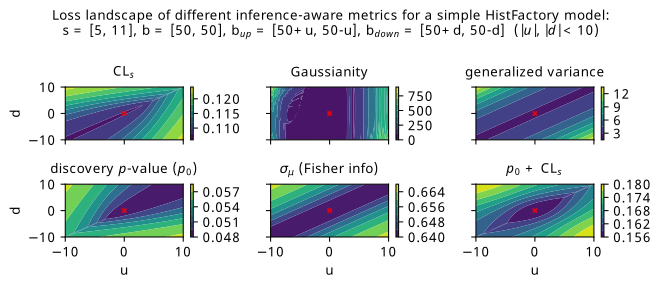 Loss landscape of different inference-aware metrics for a simple HistFactory model:
s = [5, 11], b = [50, 50], b_up = [50+ u, 50-u], b_down = [50+ d, 50-d] (|u|, |d|< 10)
CL_s
Gaussianity
generalized variance
d
10
0
−10
0.120
0.115
0.110
750
500
250
0
12
9
6
3
discovery p-value (p_0)
σ_μ (Fisher info)
p_0 + CL_s
d
10
0
−10
0.057
0.054
0.051
0.048
0.664
0.656
0.648
0.640
0.180
0.174
0.168
0.162
0.156
−10 0 10
−10 0 10
−10 0 10
u
u
u